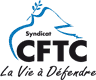 Syndicat
CFTC
La Vie à Défendre